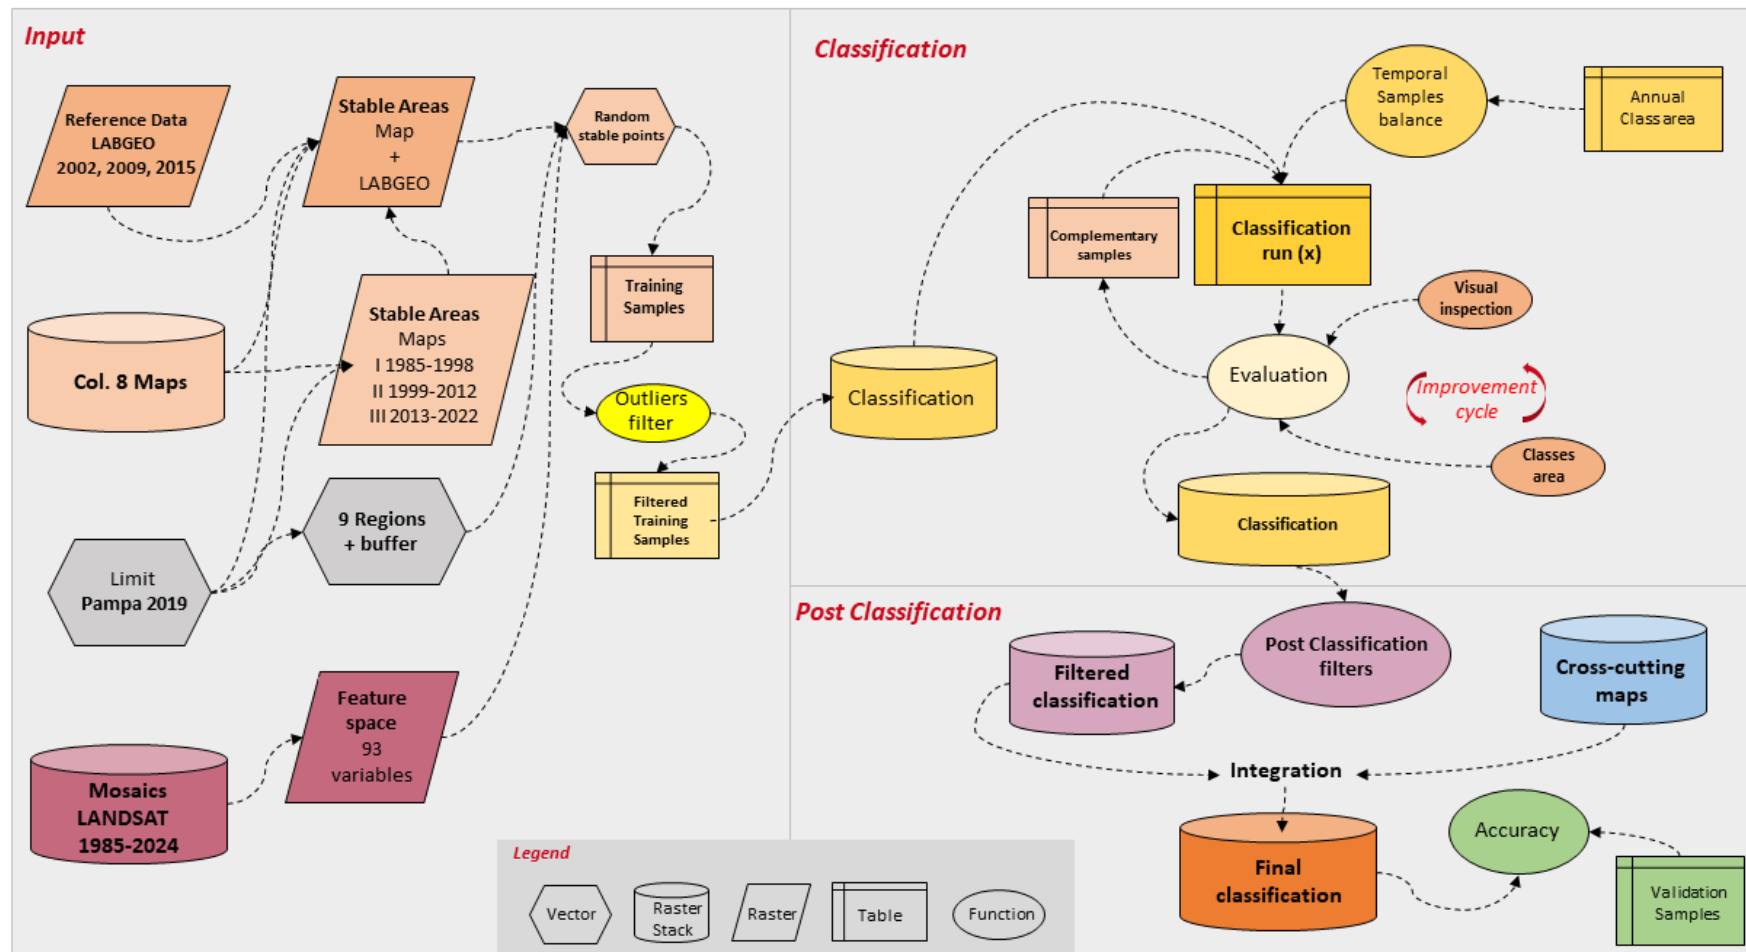 Input
Reference Data
LABGEO
2002, 2009, 2015
Stable Areas
Map
+
LABGEO
Random
stable points
Col. 8 Maps
Stable Areas
Maps
I 1985-1998
II 1999-2012
III 2013-2022
Training
Samples
Outliers
filter
Filtered
Training
Samples
Limit
Pampa 2019
9 Regions
+ buffer
Mosaics
LANDSAT
1985-2024
Feature
space
93
variables
Classification
Temporal
Samples
balance
Annual
Classarea
Complementary
samples
Classification
run (x)
Visual
inspection
Classification
Evaluation
Improvement
cycle
Classes
area
Classification
Post Classification
Filtered
classification
Post Classification
filters
Cross-cutting
maps
Integration
Final
classification
Accuracy
Validation
Samples
Legend
Vector
Raster
Stack
Raster
Table
Function